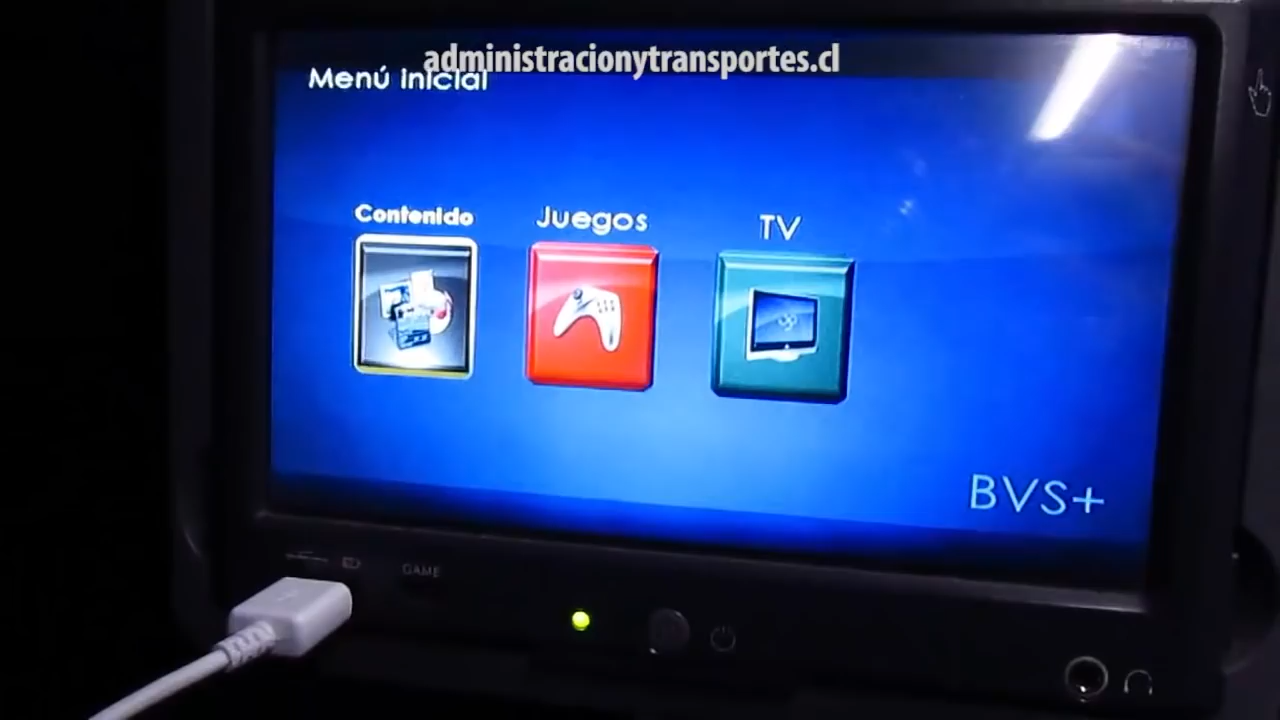 administracionytransportes.cl
Menú inicial
Contenido
Juegos
TV
BVS+
GAME